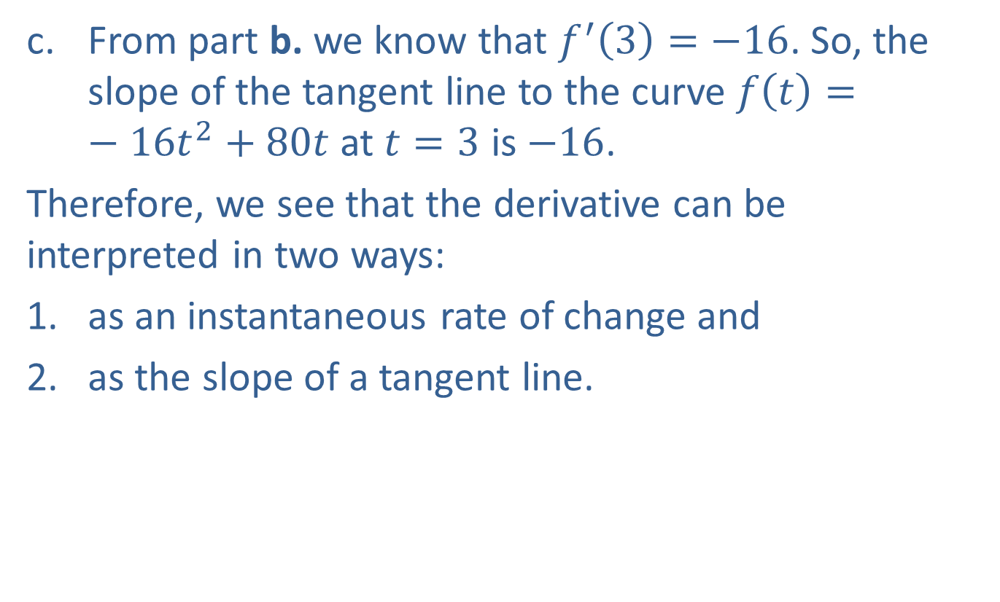 c. From part b. we know that f′(3) = −16. So, the
slope of the tangent line to the curve f(t) =
− 16t² + 80t at t = 3 is −16.
Therefore, we see that the derivative can be
interpreted in two ways:
1. as an instantaneous rate of change and
2. as the slope of a tangent line.